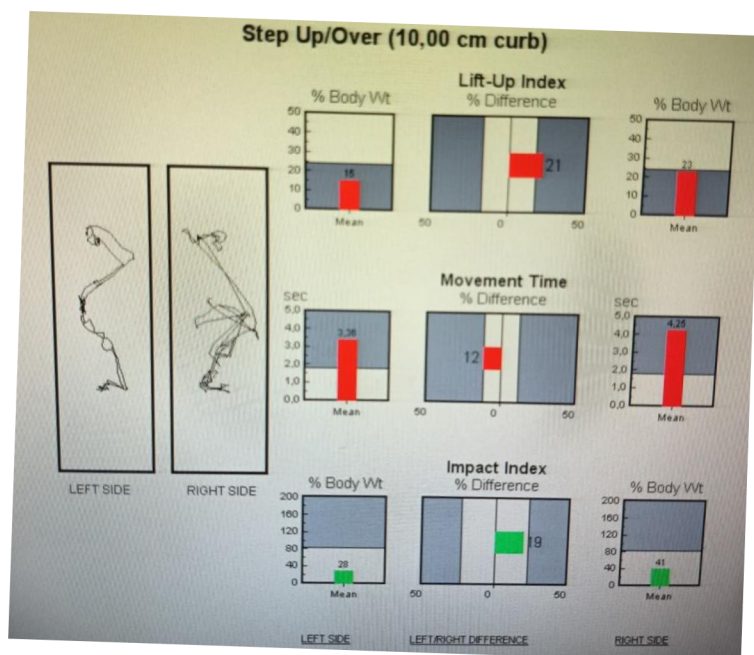 Step Up/Over (10,00 cm curb)
Lift-Up Index
% Body Wt
% Difference
% Body Wt
50
40
30
20
10
0
15
Mean
21
50
0
50
50
40
30
20
10
0
23
Mean
Movement Time
sec
% Difference
sec
5,0
4,0
3,0
2,0
1,0
0,0
3,36
Mean
12
50
0
50
5,0
4,0
3,0
2,0
1,0
0,0
4,25
Mean
LEFT SIDE
RIGHT SIDE
Impact Index
% Body Wt
% Difference
% Body Wt
200
160
120
80
40
0
28
Mean
19
50
0
50
200
160
120
80
40
0
41
Mean
LEFT SIDE
LEFT/RIGHT DIFFERENCE
RIGHT SIDE